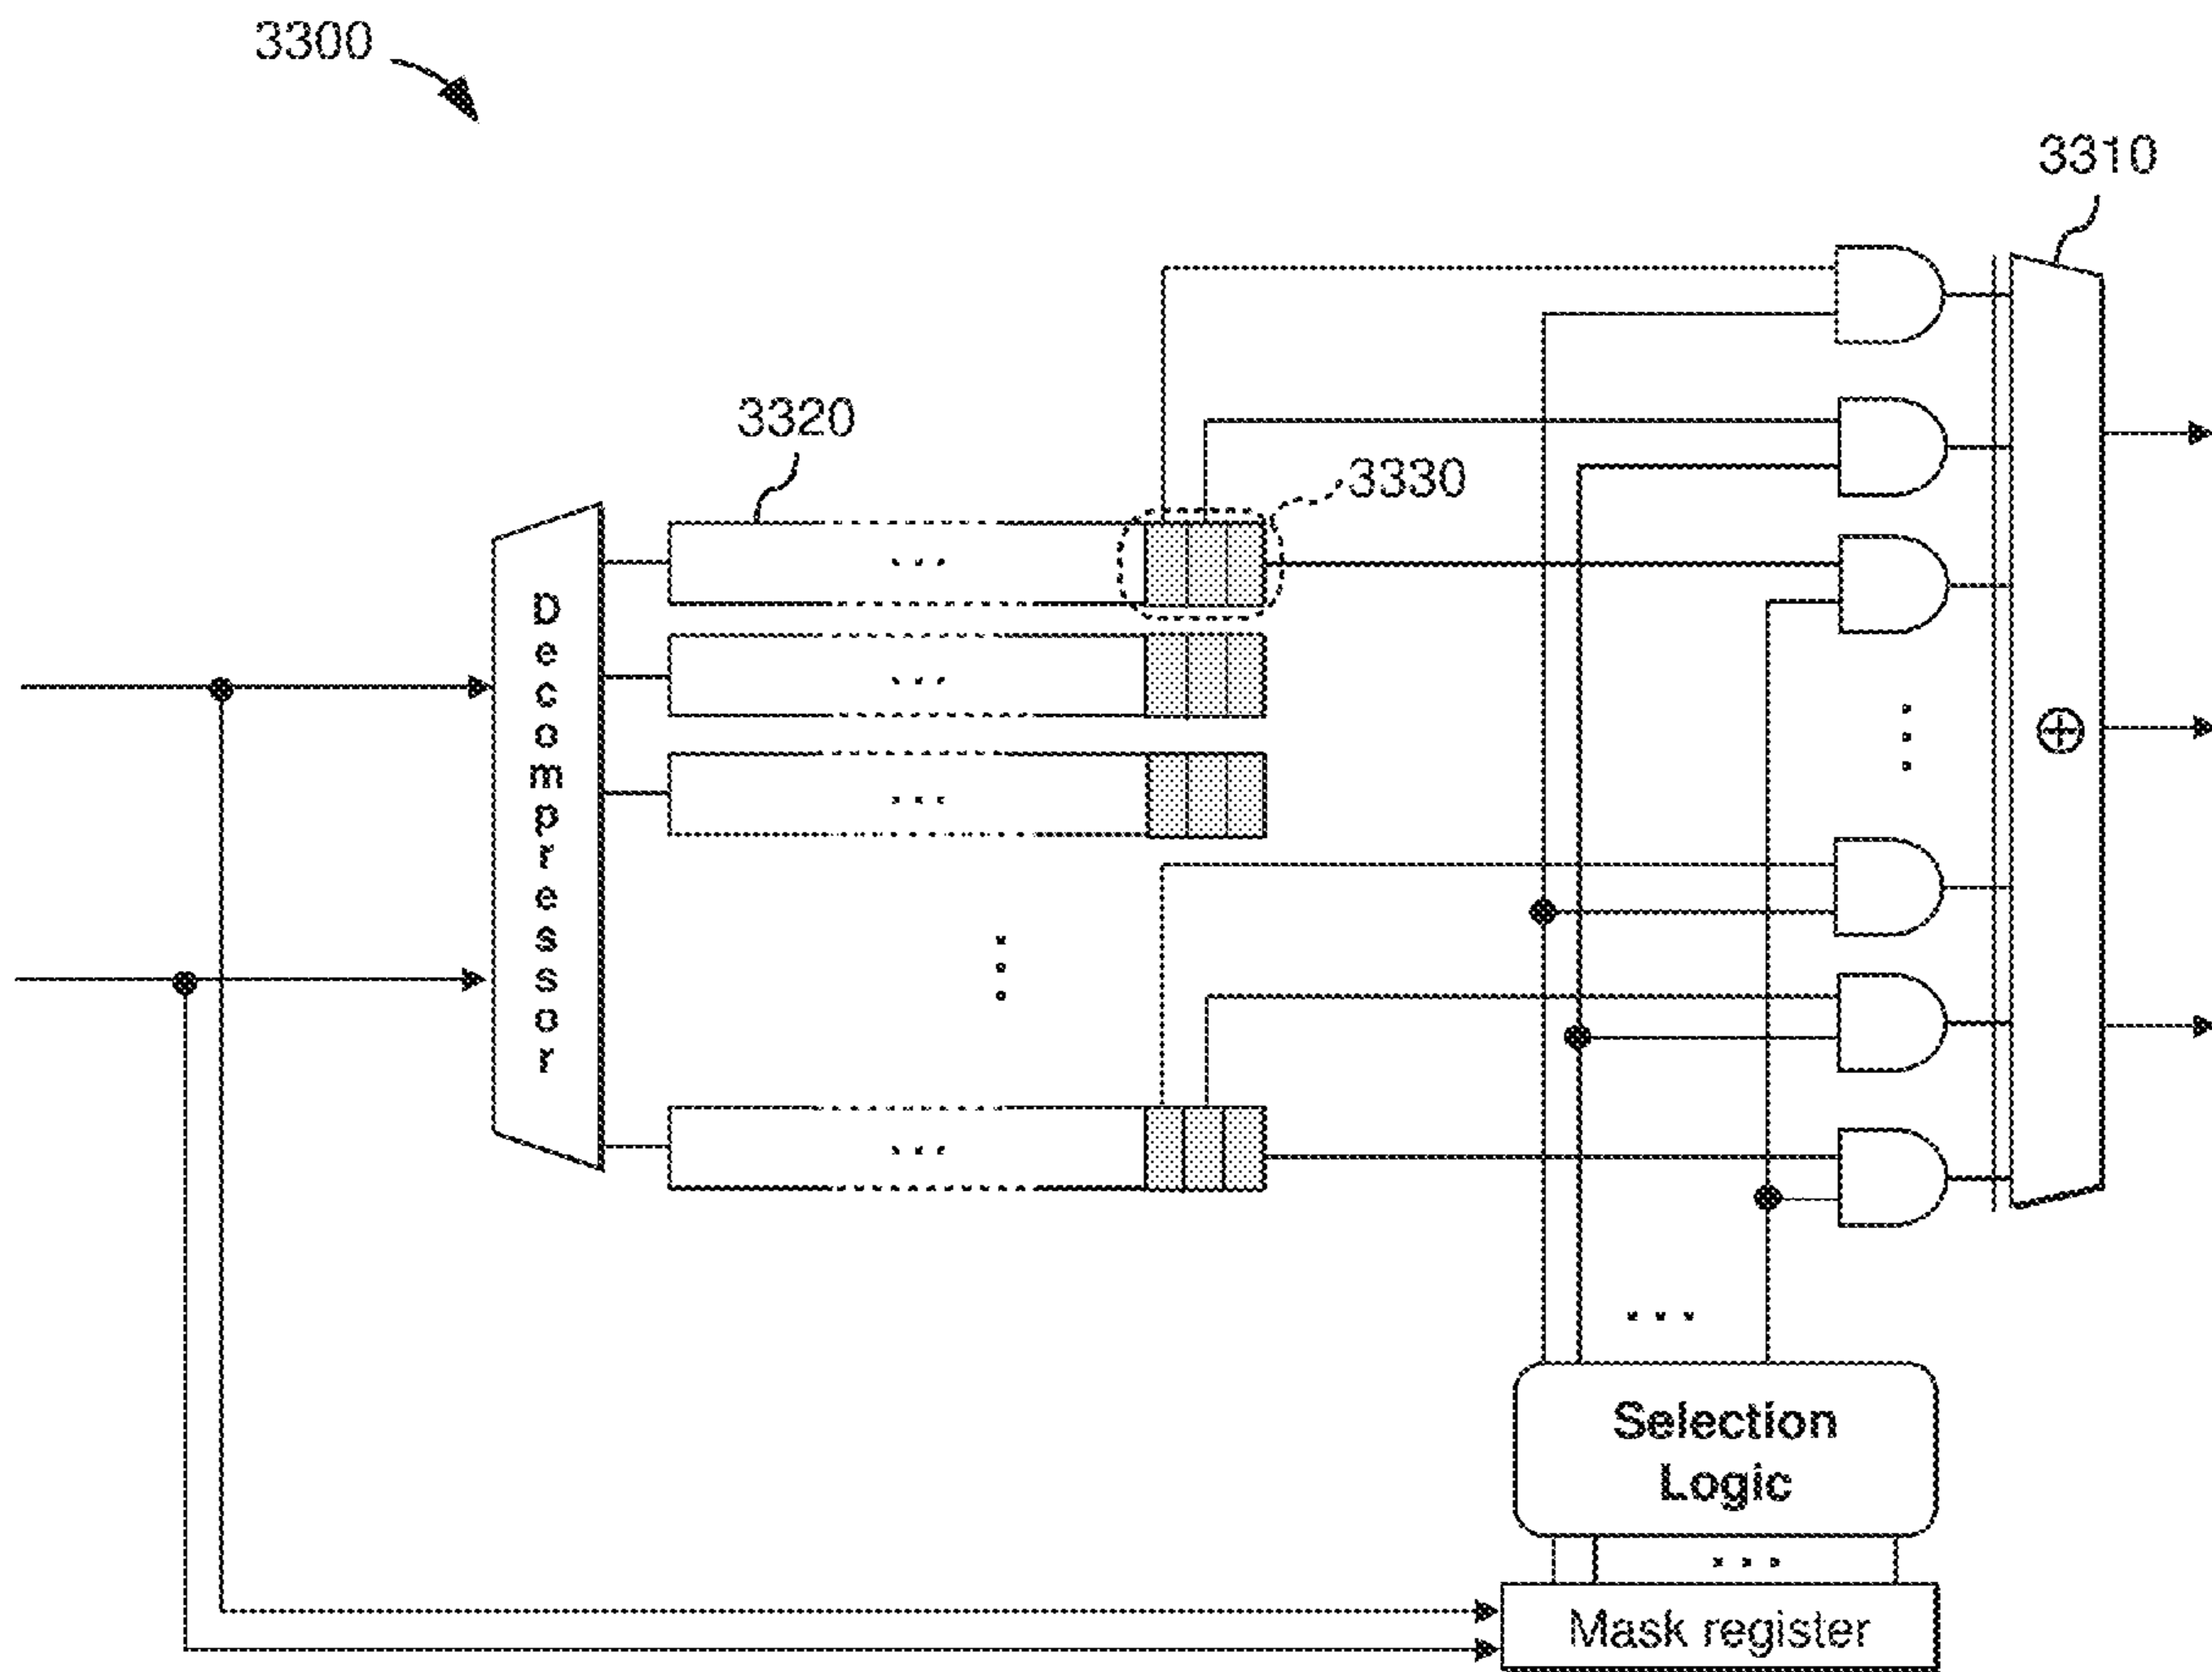 3300
3310
3320
3330
Decompressor
Selection
Logic
Mask register